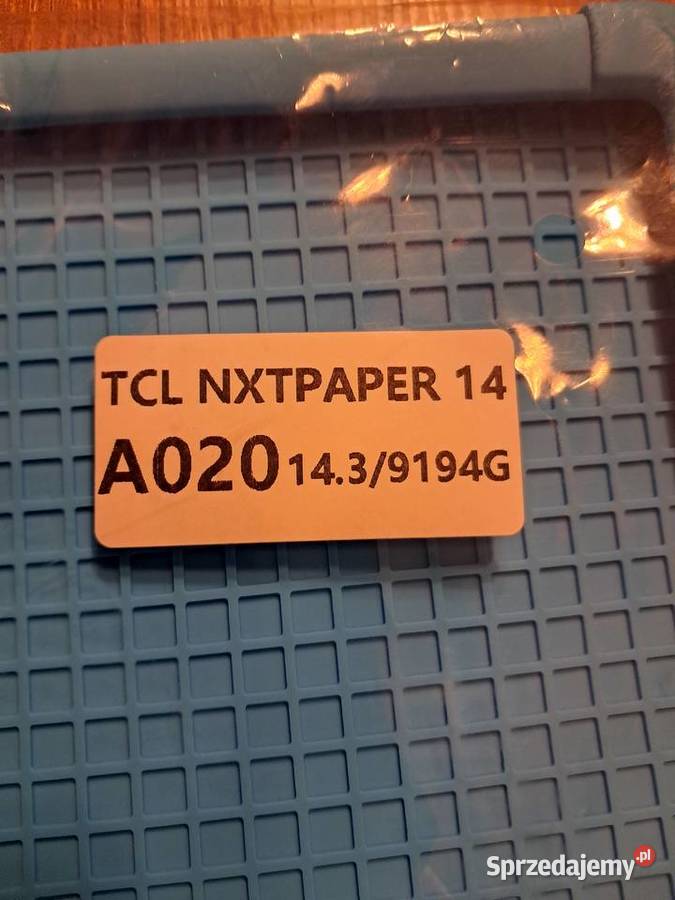 TCL NXTPAPER 14
A020 14.3/9194G
Sprzedajemy.pl